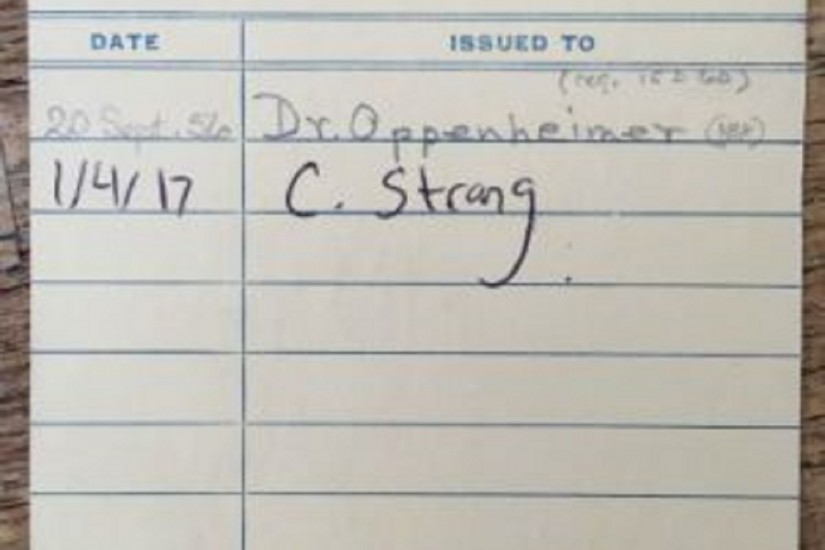 DATE ISSUED TO
20 Sept. 56 Dr. Oppenheimer
1/4/17 C. Strang